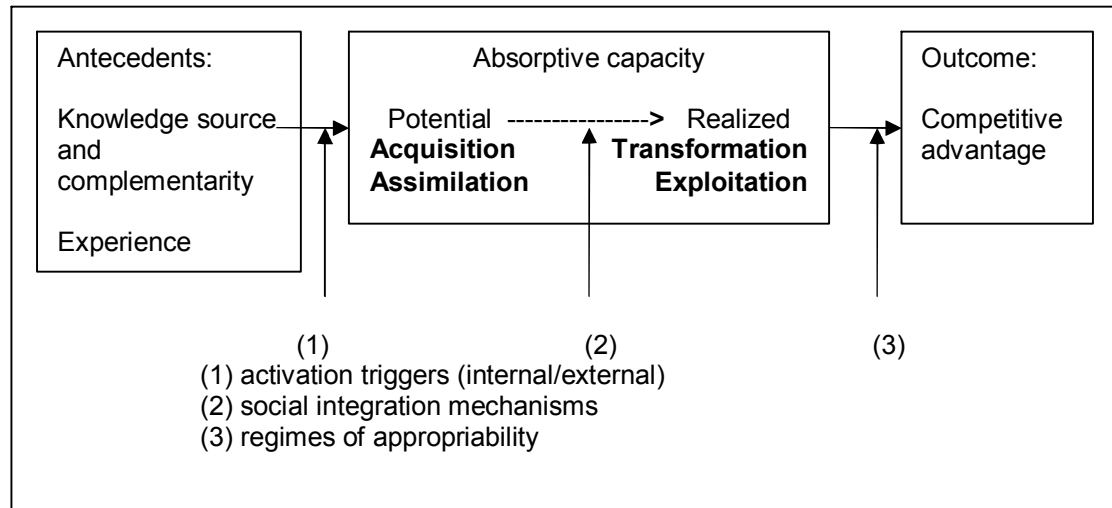 Antecedents:
Knowledge source
and
complementarity
Experience
Absorptive capacity
Potential ----------------> Realized
Acquisition Transformation
Assimilation Exploitation
Outcome:
Competitive
advantage
(1) (2) (3)
(1) activation triggers (internal/external)
(2) social integration mechanisms
(3) regimes of appropriability